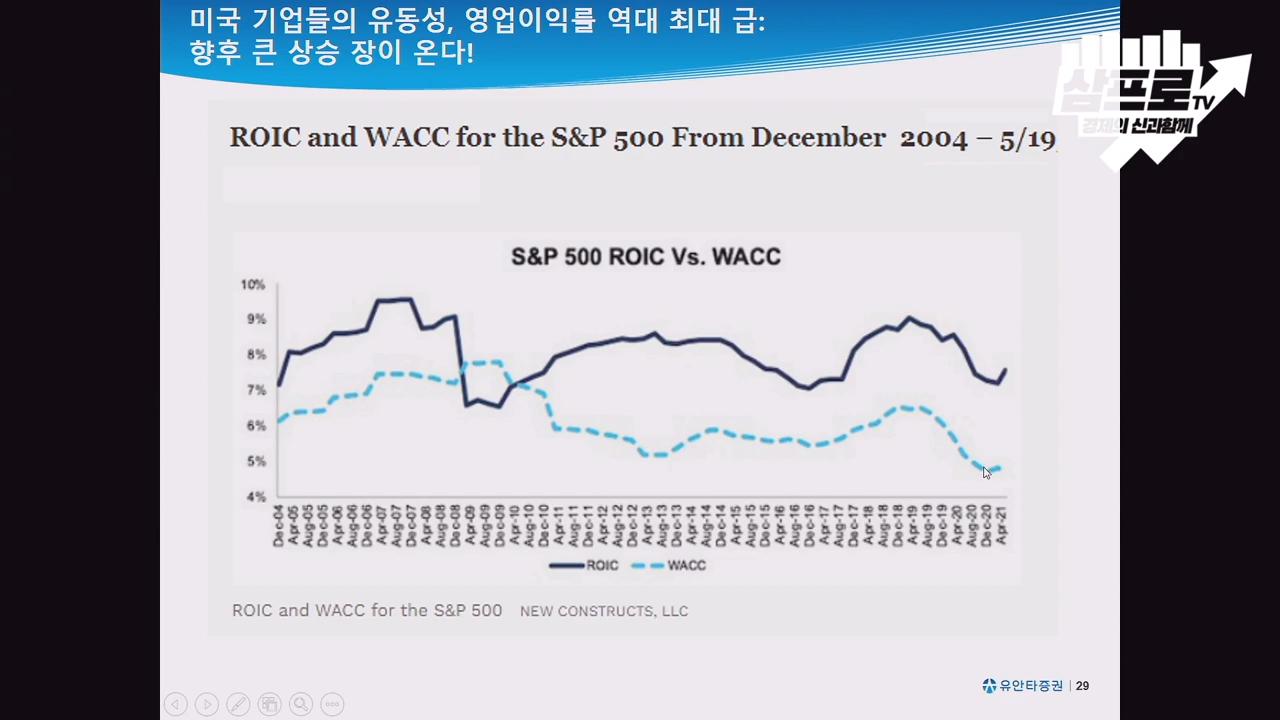 미국 기업들의 유동성, 영업이익률 역대 최대 급:
향후 큰 상승 장이 온다!
삼프로TV
경제의 신과함께
ROIC and WACC for the S&P 500 From December 2004 – 5/19,
S&P 500 ROIC Vs. WACC
10%
9%
8%
7%
6%
5%
4%
Dec-04 Apr-05 Aug-05 Dec-05 Apr-06 Aug-06 Dec-06 Apr-07 Aug-07 Dec-07 Apr-08 Aug-08 Dec-08 Apr-09 Aug-09 Dec-09 Apr-10 Aug-10 Dec-10 Apr-11 Aug-11 Dec-11 Apr-12 Aug-12 Dec-12 Apr-13 Aug-13 Dec-13 Apr-14 Aug-14 Dec-14 Apr-15 Aug-15 Dec-15 Apr-16 Aug-16 Dec-16 Apr-17 Aug-17 Dec-17 Apr-18 Aug-18 Dec-18 Apr-19 Aug-19 Dec-19 Apr-20 Aug-20 Dec-20 Apr-21
ROIC WACC
ROIC and WACC for the S&P 500 NEW CONSTRUCTS, LLC
유안타증권 | 29